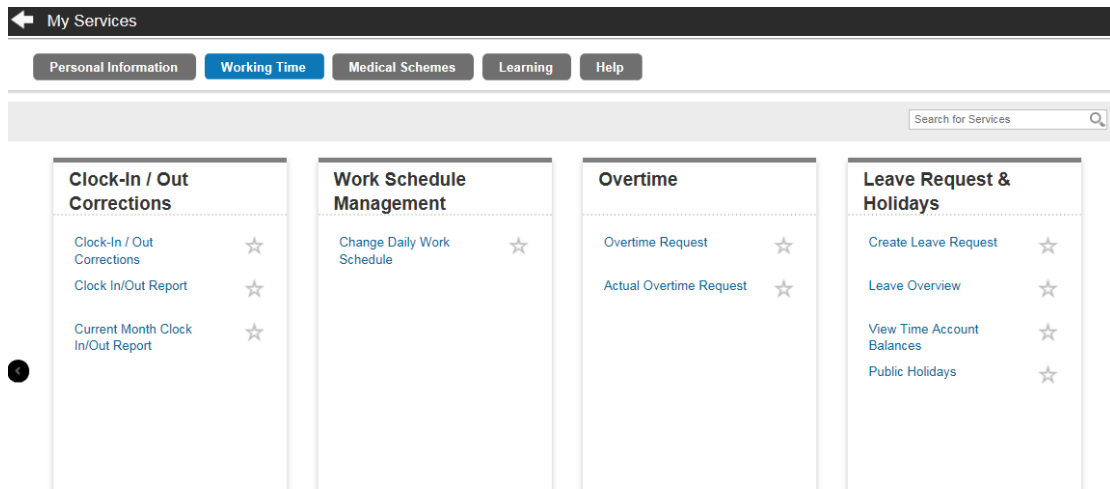 My Services
Personal Information
Working Time
Medical Schemes
Learning
Help
Search for Services
Clock-In / Out
Corrections
Clock-In / Out
Corrections
Clock In/Out Report
Current Month Clock
In/Out Report
Work Schedule
Management
Change Daily Work
Schedule
Overtime
Overtime Request
Actual Overtime Request
Leave Request &
Holidays
Create Leave Request
Leave Overview
View Time Account
Balances
Public Holidays